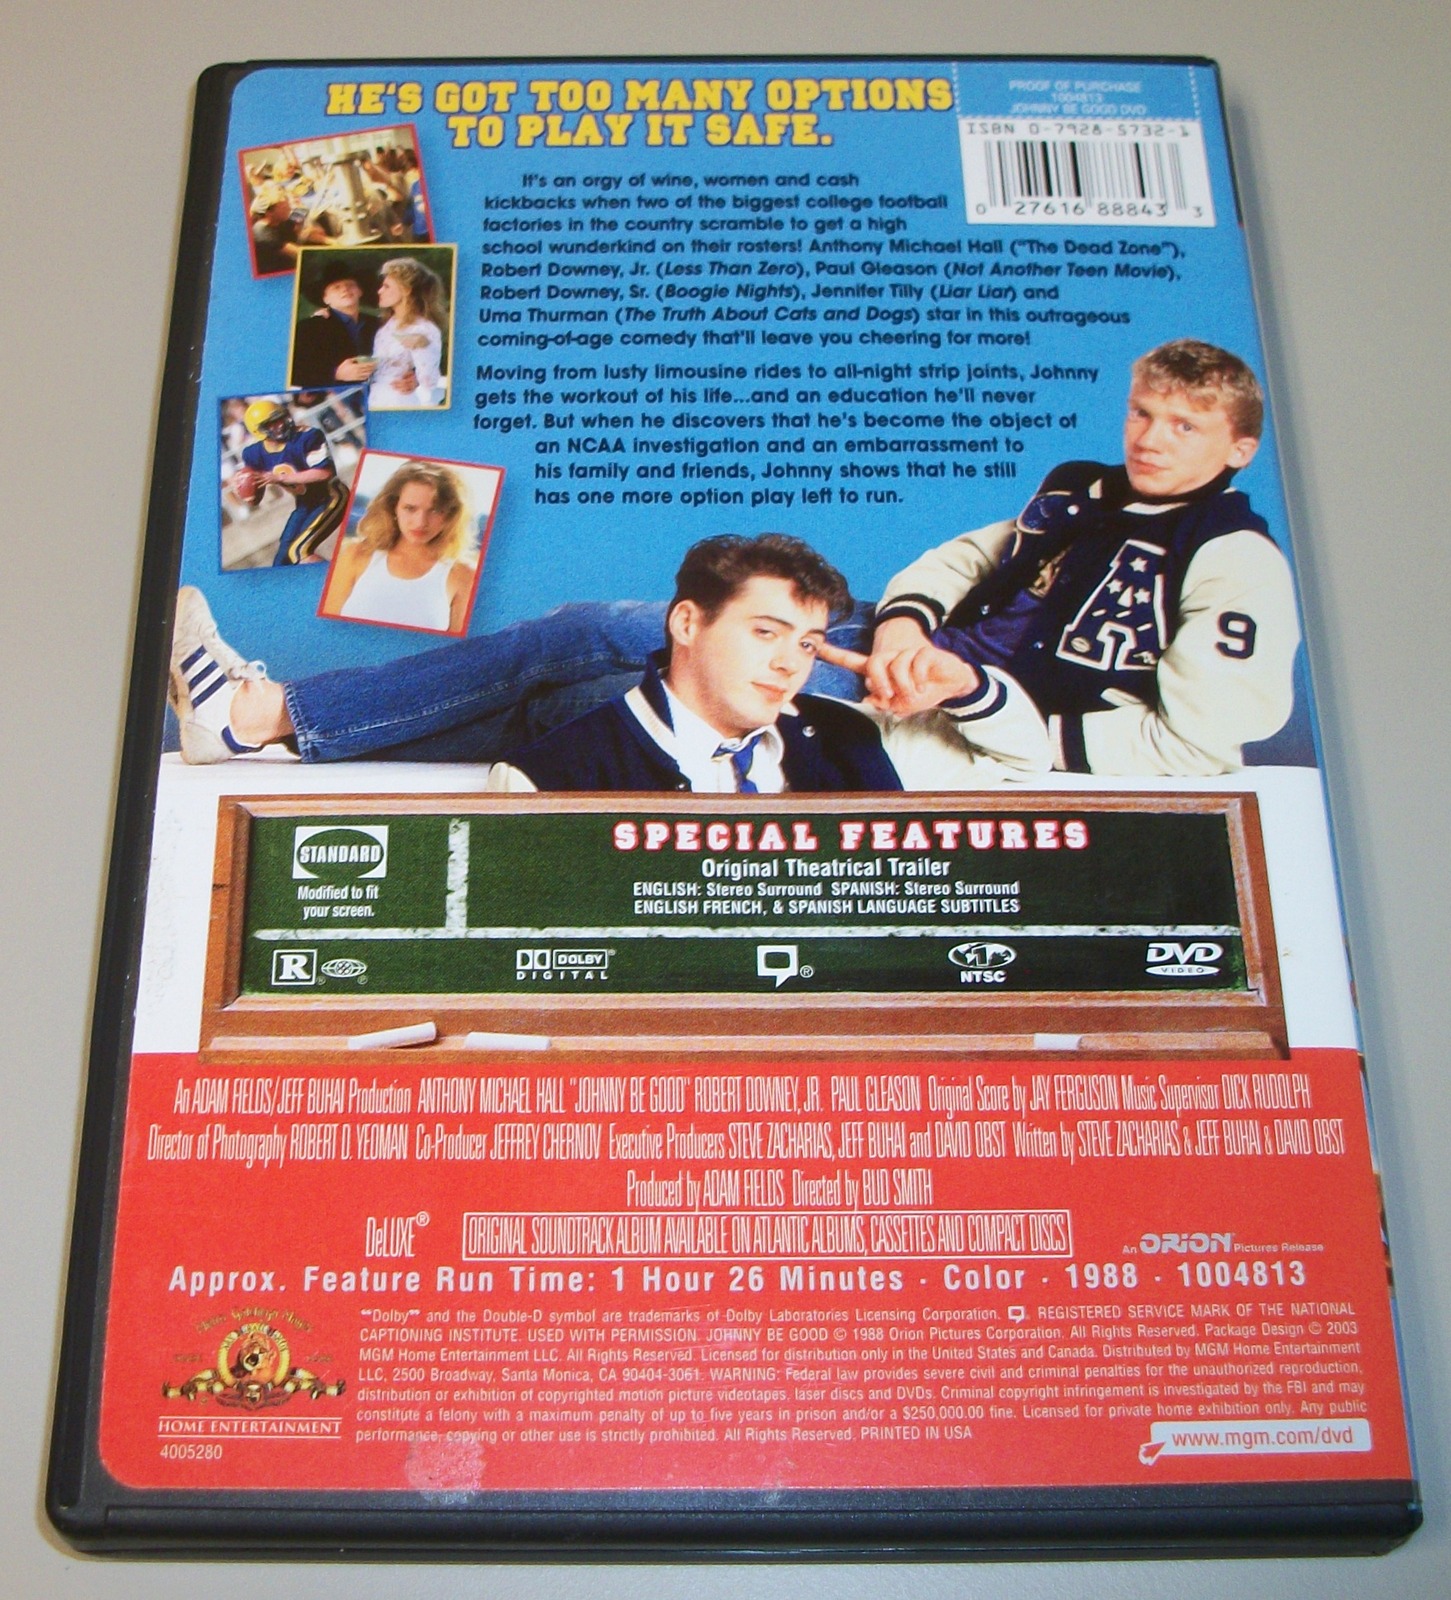 HE'S GOT TOO MANY OPTIONS
TO PLAY IT SAFE.
PROOF OF PURCHASE
1004813
JOHNNY BE GOOD DVD
ISBN 0-7928-5732-1
0 27616 88843 3
It's an orgy of wine, women and cash
kickbacks when two of the biggest college football
factories in the country scramble to get a high
school wunderkind on their rosters! Anthony Michael Hall ("The Dead Zone"),
Robert Downey, Jr. (Less Than Zero), Paul Gleason (Not Another Teen Movie),
Robert Downey, Sr. (Boogie Nights), Jennifer Tilly (Liar Liar) and
Uma Thurman (The Truth About Cats and Dogs) star in this outrageous
coming-of-age comedy that'll leave you cheering for more!
Moving from lusty limousine rides to all-night strip joints, Johnny
gets the workout of his life...and an education he'll never
forget. But when he discovers that he's become the object of
an NCAA investigation and an embarrassment to
his family and friends, Johnny shows that he still
has one more option play left to run.
A
9
STANDARD
Modified to fit
your screen.
SPECIAL FEATURES
Original Theatrical Trailer
ENGLISH: Stereo Surround SPANISH: Stereo Surround
ENGLISH FRENCH, & SPANISH LANGUAGE SUBTITLES
R
DOLBY
DIGITAL
®
1
NTSC
DVD
VIDEO
An ADAM FIELDS/JEFF BUHAI Production ANTHONY MICHAEL HALL "JOHNNY BE GOOD" ROBERT DOWNEY, JR. PAUL GLEASON Original Score by JAY FERGUSON Music Supervisor DICK RUDOLPH
Director of Photography ROBERT D. YEOMAN Co-Producer JEFFREY CHERNOV Executive Producers STEVE ZACHARIAS, JEFF BUHAI and DAVID OBST Written by STEVE ZACHARIAS & JEFF BUHAI & DAVID OBST
Produced by ADAM FIELDS Directed by BUD SMITH
DeLUXE® ORIGINAL SOUNDTRACK ALBUM AVAILABLE ON ATLANTIC ALBUMS, CASSETTES AND COMPACT DISCS
An ORION Pictures Release
Approx. Feature Run Time: 1 Hour 26 Minutes · Color · 1988 · 1004813
"“Dolby”" and the Double-D symbol are trademarks of Dolby Laboratories Licensing Corporation. REGISTERED SERVICE MARK OF THE NATIONAL
CAPTIONING INSTITUTE. USED WITH PERMISSION. JOHNNY BE GOOD © 1988 Orion Pictures Corporation. All Rights Reserved. Package Design © 2003
MGM Home Entertainment LLC. All Rights Reserved. Licensed for distribution only in the United States and Canada. Distributed by MGM Home Entertainment
LLC, 2500 Broadway, Santa Monica, CA 90404-3061. WARNING: Federal law provides severe civil and criminal penalties for the unauthorized reproduction,
distribution or exhibition of copyrighted motion picture videotapes, laser discs and DVDs. Criminal copyright infringement is investigated by the FBI and may
constitute a felony with a maximum penalty of up to five years in prison and/or a $250,000.00 fine. Licensed for private home exhibition only. Any public
performance, copying or other use is strictly prohibited. All Rights Reserved. PRINTED IN USA
HOME ENTERTAINMENT
4005280
www.mgm.com/dvd